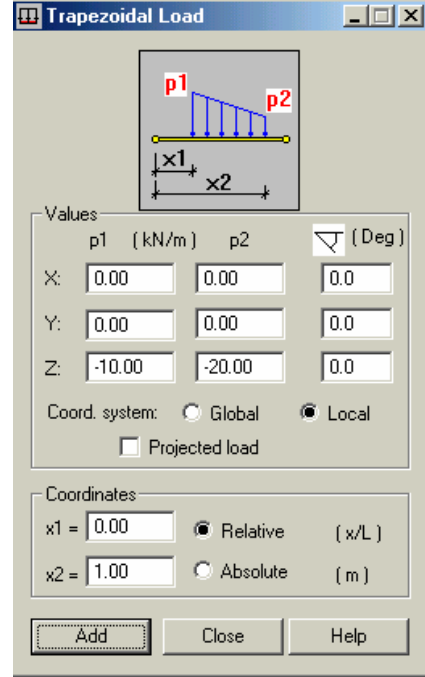 Trapezoidal Load
p1
p2
x1
x2
Values
p1 (kN/m) p2 (Deg)
X: 0.00 0.00 0.0
Y: 0.00 0.00 0.0
Z: -10.00 -20.00 0.0
Coord. system: Global Local
Projected load
Coordinates
x1 = 0.00 Relative (x/L)
x2 = 1.00 Absolute (m)
Add Close Help